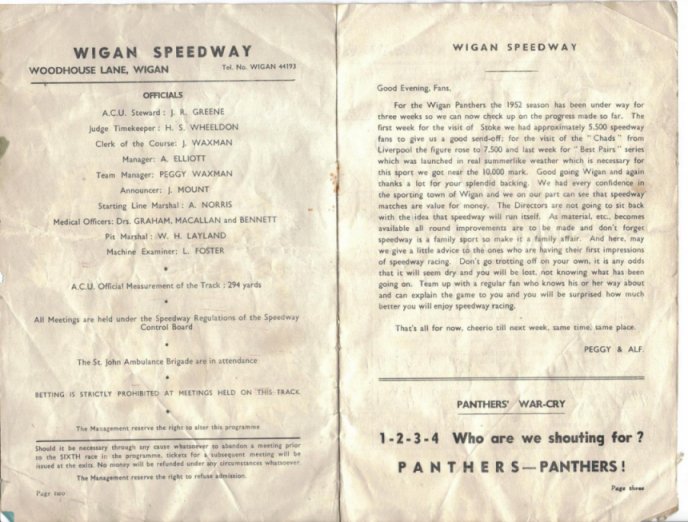 WIGAN SPEEDWAY
WOODHOUSE LANE, WIGAN Tel. No. WIGAN 44193
OFFICIALS
A.C.U. Steward : J. R. GREENE
Judge Timekeeper : H. S. WHEELDON
Clerk of the Course: J. WAXMAN
Manager: A. ELLIOTT
Team Manager: PEGGY WAXMAN
Announcer: J. MOUNT
Starting Line Marshal : A. NORRIS
Medical Officers: Drs. GRAHAM, MACALLAN and BENNETT
Pit Marshal : W. H. LAYLAND
Machine Examiner: L. FOSTER
•
A.C.U. Official Measurement of the Track : 294 yards
•
All Meetings are held under the Speedway Regulations of the Speedway
Control Board
•
The St. John Ambulance Brigade are in attendance
•
BETTING IS STRICTLY PROHIBITED AT MEETINGS HELD ON THIS TRACK
•
The Management reserve the right to alter this programme
Should it be necessary through any cause whatsoever to abandon a meeting prior
to the SIXTH race in the programme, tickets for a subsequent meeting will be
issued at the exits. No money will be refunded under any circumstances whatsoever.
The Management reserve the right to refuse admission.
Page two
WIGAN SPEEDWAY
Good Evening, Fans,
For the Wigan Panthers the 1952 season has been under way for
three weeks so we can now check up on the progress made so far. The
first week for the visit of Stoke we had approximately 5,500 speedway
fans to give us a good send-off; for the visit of the "Chads" from
Liverpool the figure rose to 7,500 and last week for "Best Pairs" series
which was launched in real summerlike weather which is necessary for
this sport we got near the 10,000 mark. Good going Wigan and again
thanks a lot for your splendid backing. We had every confidence in
the sporting town of Wigan and we on our part can see that speedway
matches are value for money. The Directors are not going to sit back
with the idea that speedway will run itself. As material, etc., becomes
available all round improvements are to be made and don't forget
speedway is a family sport so make it a family affair. And here, may
we give a little advice to the ones who are having their first impressions
of speedway racing. Don't go trotting off on your own, it is any odds
that it will seem dry and you will be lost, not knowing what has been
going on. Team up with a regular fan who knows his or her way about
and can explain the game to you and you will be surprised how much
better you will enjoy speedway racing.
That's all for now, cheerio till next week, same time, same place.
PEGGY & ALF.
PANTHERS' WAR-CRY
1-2-3-4 Who are we shouting for ?
PANTHERS—PANTHERS !
Page three